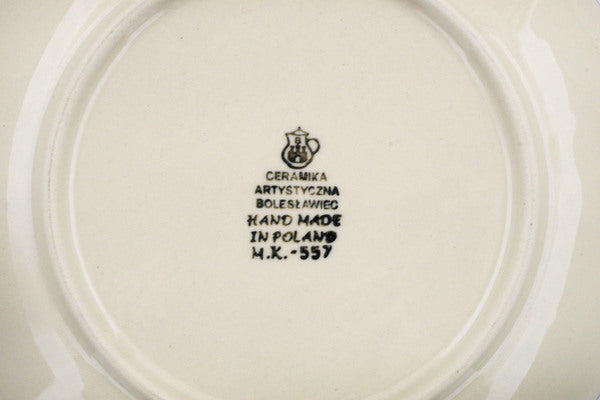 CERAMIKA
ARTYSTYCZNA
BOLESŁAWIEC
HAND MADE
IN POLAND
M.K.-557